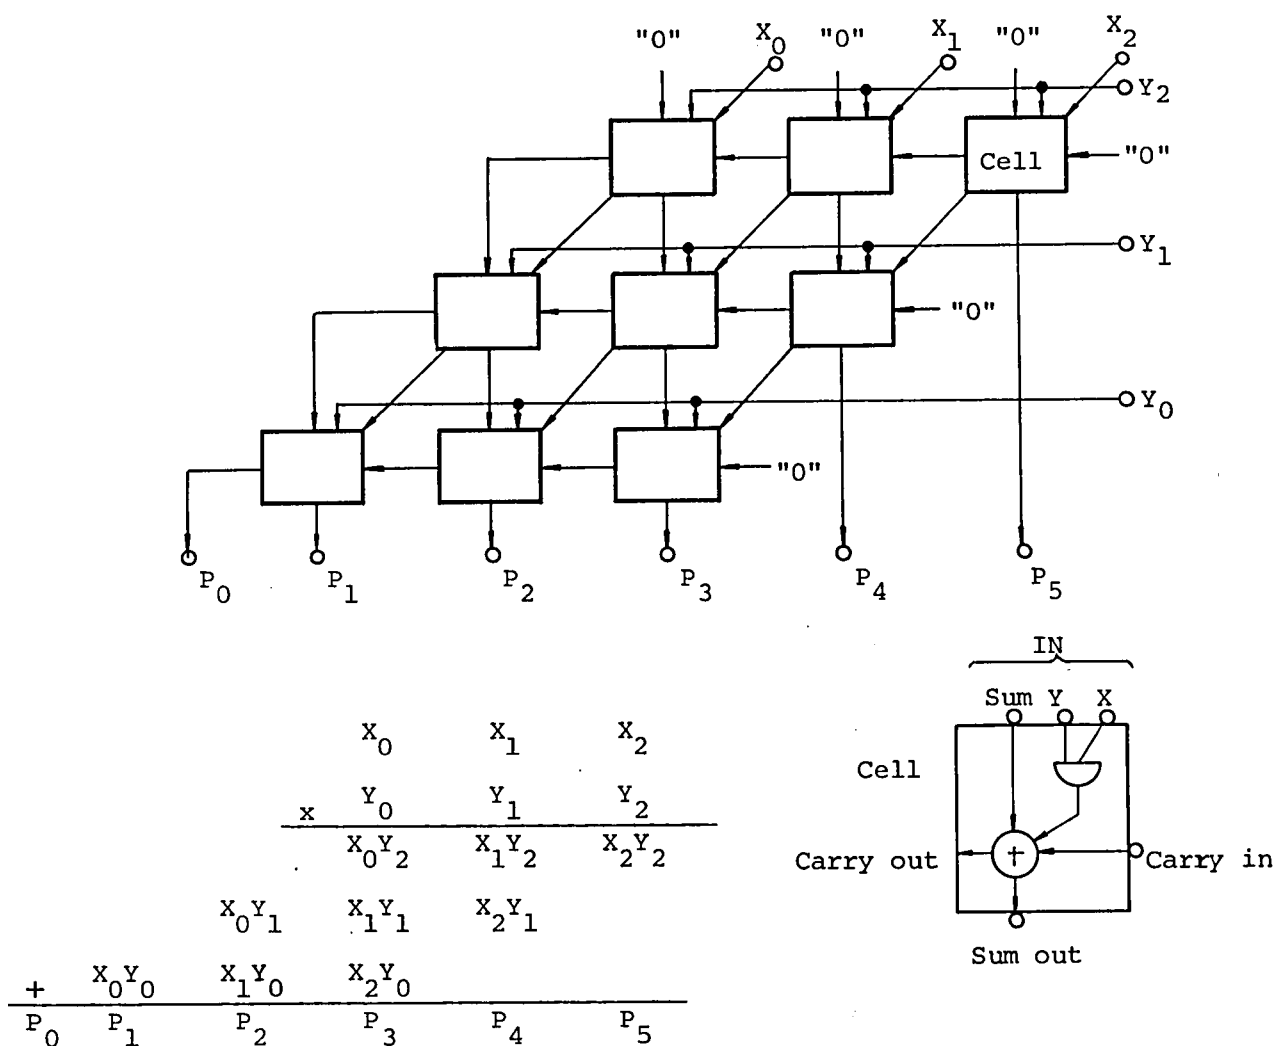 "0" X0 "0" X1 "0" X2
Y2
Cell "0"
Y1
"0"
Y0
"0"
P0 P1 P2 P3 P4 P5
IN
Sum Y X
Cell
Carry out Carry in
Sum out
X0 X1 X2
x Y0 Y1 Y2
X0Y2 X1Y2 X2Y2
X0Y1 X1Y1 X2Y1
+ X0Y0 X1Y0 X2Y0
P0 P1 P2 P3 P4 P5